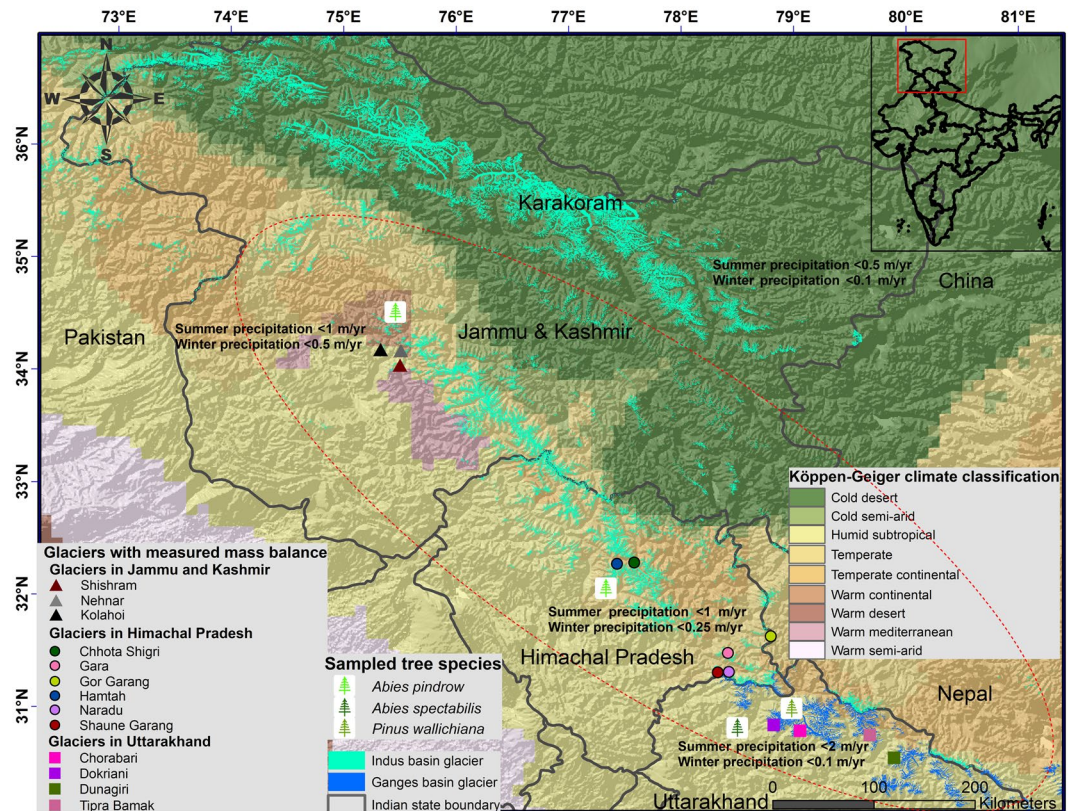 73°E 74°E 75°E 76°E 77°E 78°E 79°E 80°E 81°E
N
W E
S
36°N
35°N
34°N
33°N
32°N
31°N
Karakoram
Summer precipitation <0.5 m/yr
Winter precipitation <0.1 m/yr
China
Pakistan
Summer precipitation <1 m/yr
Winter precipitation <0.5 m/yr
Jammu & Kashmir
Köppen-Geiger climate classification
Cold desert
Cold semi-arid
Humid subtropical
Temperate
Temperate continental
Warm continental
Warm desert
Warm mediterranean
Warm semi-arid
Glaciers with measured mass balance
Glaciers in Jammu and Kashmir
Shishram
Nehnar
Kolahoi
Glaciers in Himachal Pradesh
Chhota Shigri
Gara
Gor Garang
Hamtah
Naradu
Shaune Garang
Glaciers in Uttarakhand
Chorabari
Dokriani
Dunagiri
Tipra Bamak
Summer precipitation <1 m/yr
Winter precipitation <0.25 m/yr
Himachal Pradesh
Sampled tree species
Abies pindrow
Abies spectabilis
Pinus wallichiana
Indus basin glacier
Ganges basin glacier
Indian state boundary
Nepal
Summer precipitation <2 m/yr
Winter precipitation <0.1 m/yr
Uttarakhand
0 100 200
Kilometers